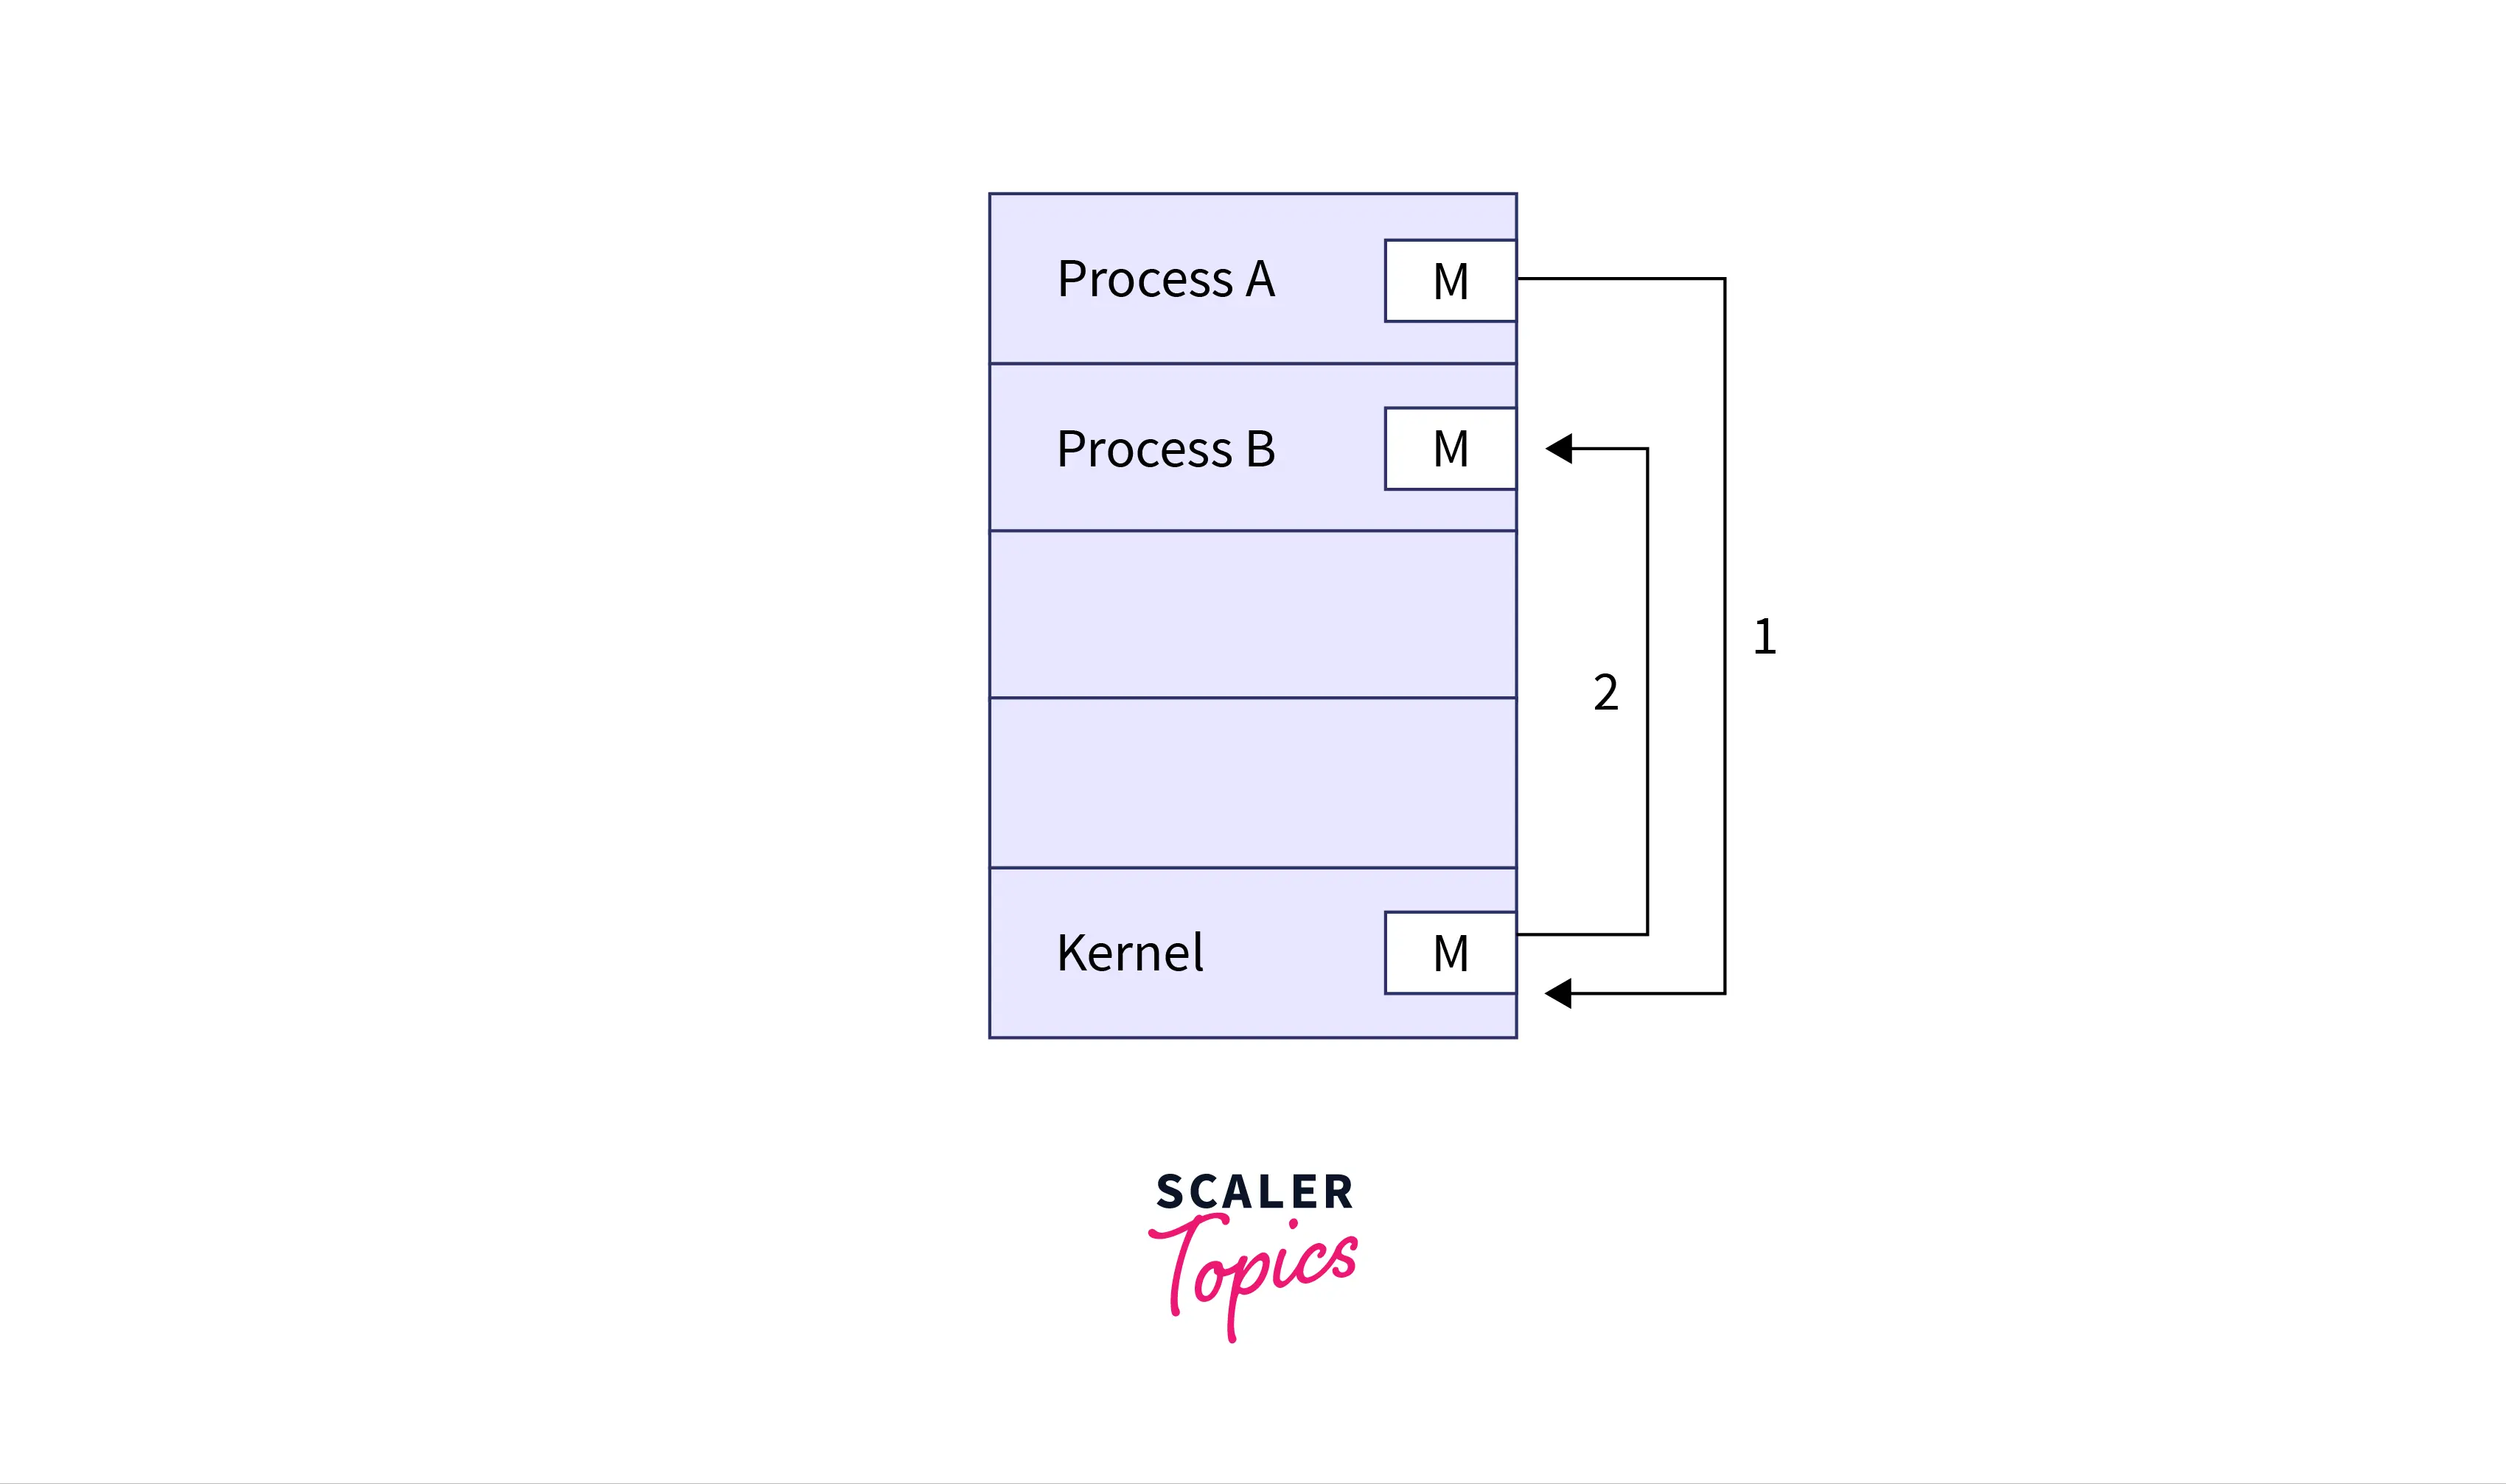 Process A
M
Process B
M
1
2
Kernel
M
SCALER
Topics